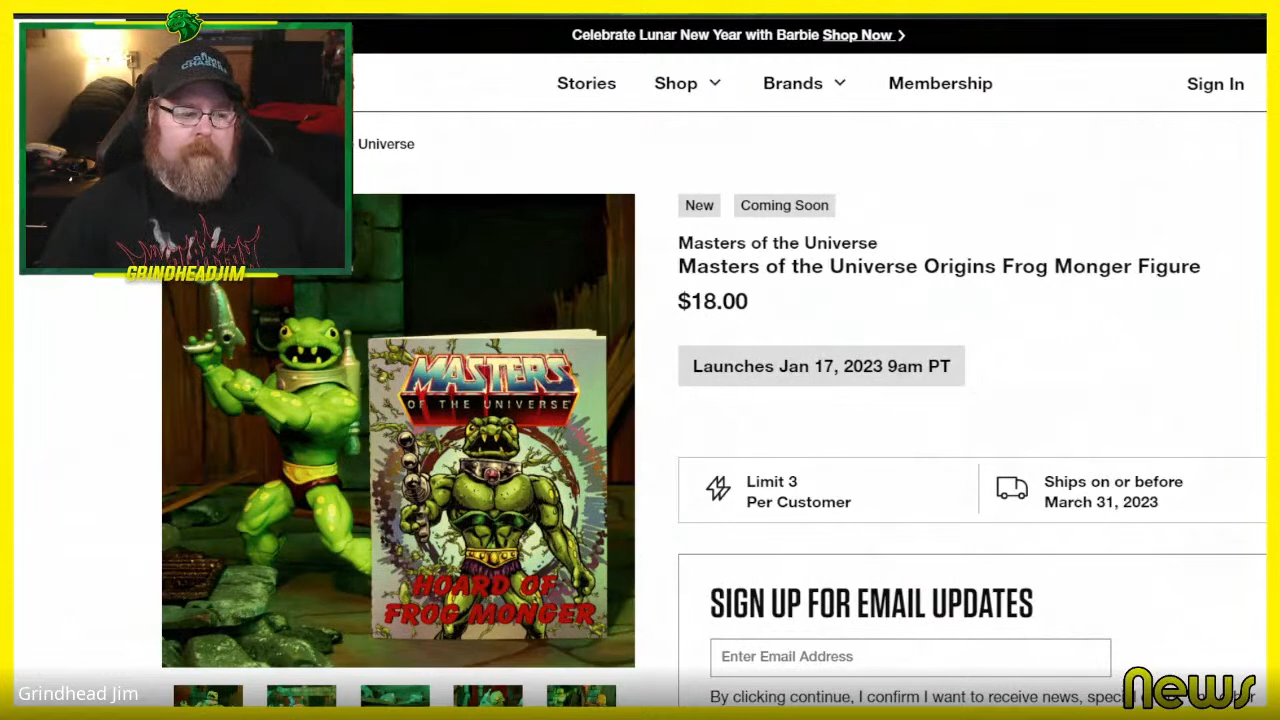 Celebrate Lunar New Year with Barbie Shop Now >
Stories
Shop
Brands
Membership
Sign In
Universe
GRINDHEADJIM
New
Coming Soon
Masters of the Universe
Masters of the Universe Origins Frog Monger Figure
$18.00
Launches Jan 17, 2023 9am PT
MASTERS
OF THE UNIVERSE
HOARD OF
FROG MONGER
Limit 3
Per Customer
Ships on or before
March 31, 2023
SIGN UP FOR EMAIL UPDATES
Enter Email Address
By clicking continue, I confirm I want to receive news,
Grindhead Jim
News